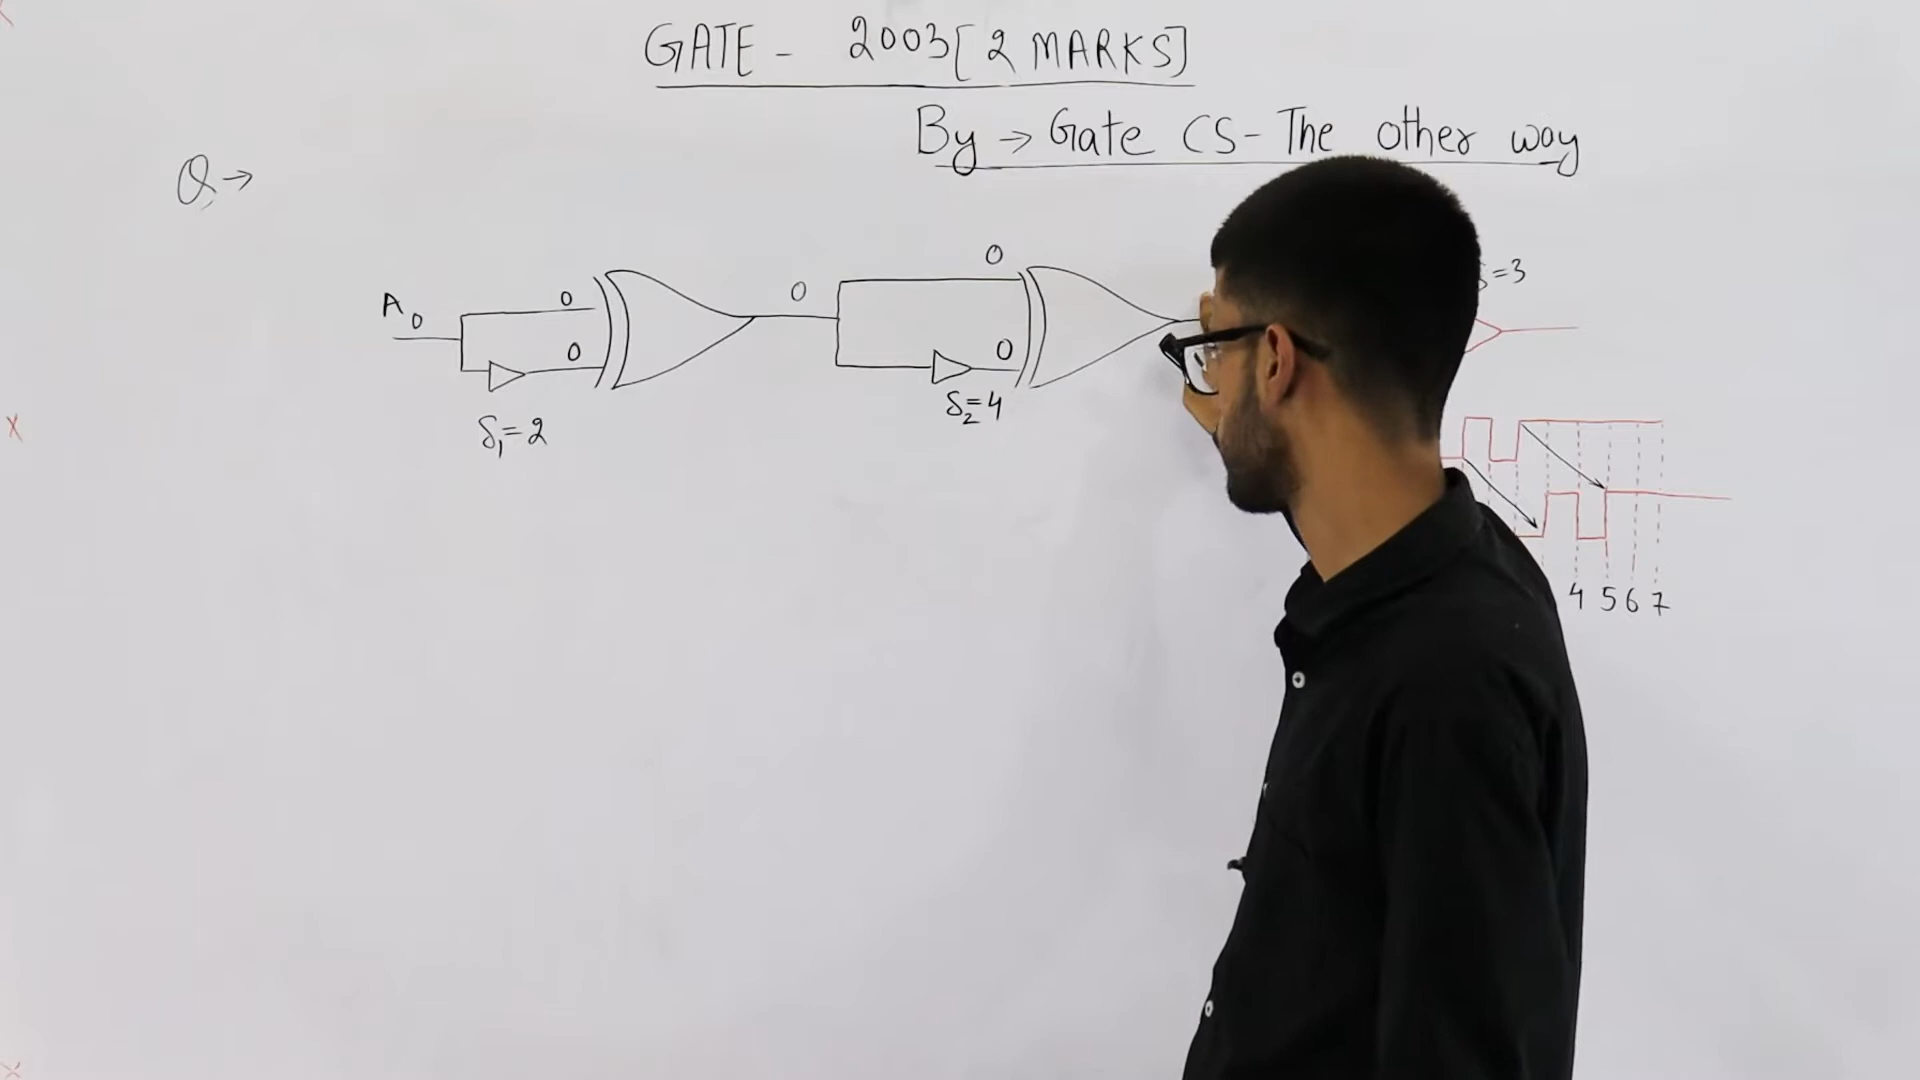 GATE - 2003 [2 MARKS]
By → Gate CS - The other way
Q →
A 0
0
0
δ₁=2
0
0
0
δ₂=4
=3
4 5 6 7
x